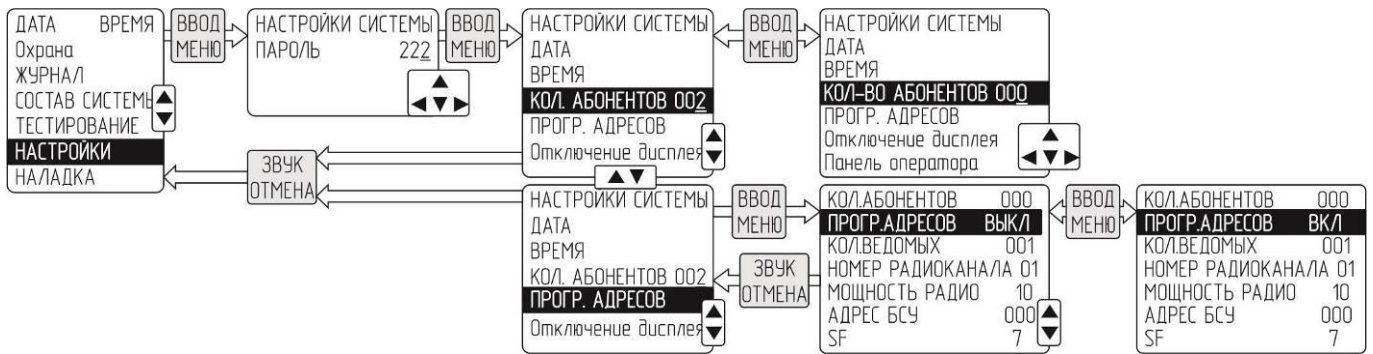 ДАТА ВРЕМЯ
Охрана
ЖУРНАЛ
СОСТАВ СИСТЕМЫ
ТЕСТИРОВАНИЕ
НАСТРОЙКИ
НАЛАДКА
ВВОД
МЕНЮ
НАСТРОЙКИ СИСТЕМЫ
ПАРОЛЬ 222
ВВОД
МЕНЮ
НАСТРОЙКИ СИСТЕМЫ
ДАТА
ВРЕМЯ
КОЛ. АБОНЕНТОВ 002
ПРОГР. АДРЕСОВ
Отключение дисплея
ВВОД
МЕНЮ
НАСТРОЙКИ СИСТЕМЫ
ДАТА
ВРЕМЯ
КОЛ-ВО АБОНЕНТОВ 000
ПРОГР. АДРЕСОВ
Отключение дисплея
Панель оператора
ЗВУК
ОТМЕНА
НАСТРОЙКИ СИСТЕМЫ
ДАТА
ВРЕМЯ
КОЛ. АБОНЕНТОВ 002
ПРОГР. АДРЕСОВ
Отключение дисплея
ВВОД
МЕНЮ
ЗВУК
ОТМЕНА
КОЛ.АБОНЕНТОВ 000
ПРОГР.АДРЕСОВ ВЫКЛ
КОЛ.ВЕДОМЫХ 001
НОМЕР РАДИОКАНАЛА 01
МОЩНОСТЬ РАДИО 10
АДРЕС БСУ 000
SF 7
ВВОД
МЕНЮ
КОЛ.АБОНЕНТОВ 000
ПРОГР.АДРЕСОВ ВКЛ
КОЛ.ВЕДОМЫХ 001
НОМЕР РАДИОКАНАЛА 01
МОЩНОСТЬ РАДИО 10
АДРЕС БСУ 000
SF 7